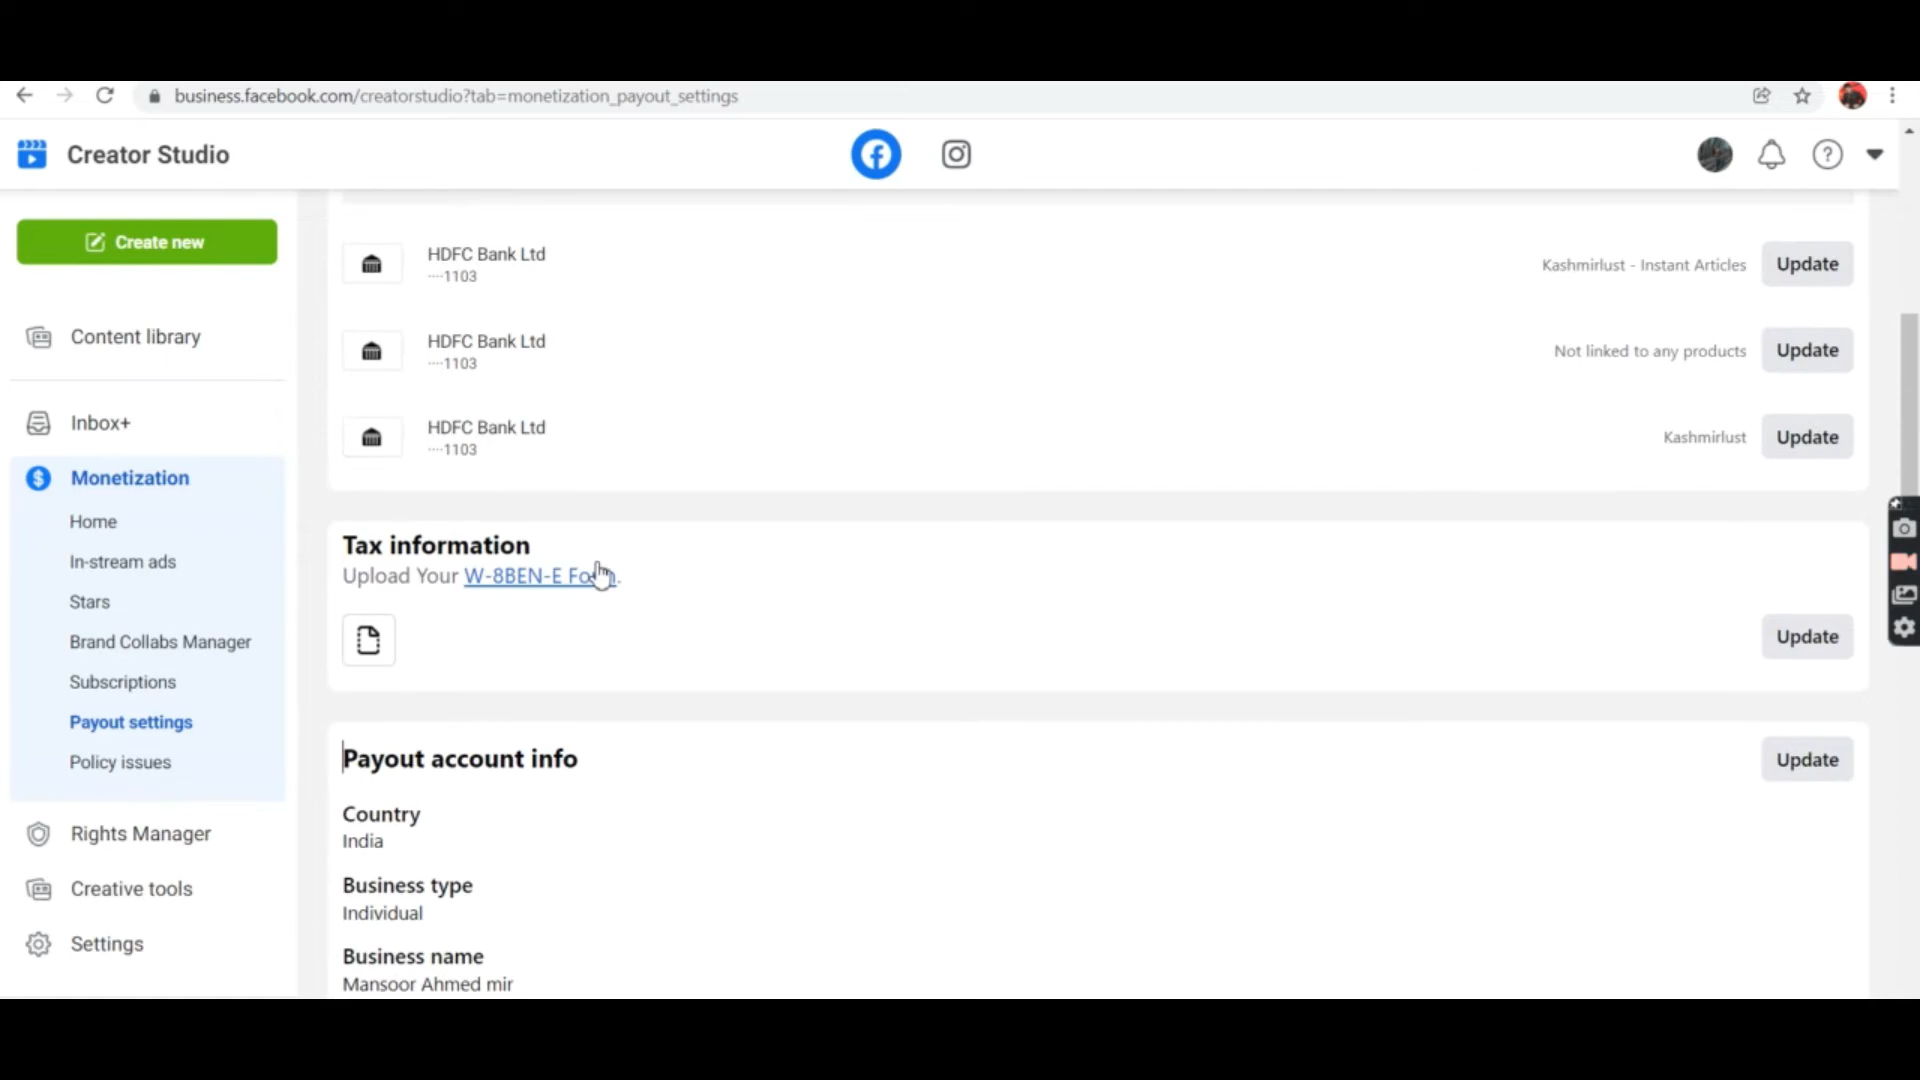 business.facebook.com/creatorstudio?tab=monetization_payout_settings
Creator Studio
Create new
Content library
Inbox+
Monetization
Home
In-stream ads
Stars
Brand Collabs Manager
Subscriptions
Payout settings
Policy issues
Rights Manager
Creative tools
Settings
HDFC Bank Ltd
····1103
Kashmirlust - Instant Articles
Update
HDFC Bank Ltd
····1103
Not linked to any products
Update
HDFC Bank Ltd
····1103
Kashmirlust
Update
Tax information
Upload Your W-8BEN-E
Update
Payout account info
Update
Country
India
Business type
Individual
Business name
Mansoor Ahmed mir